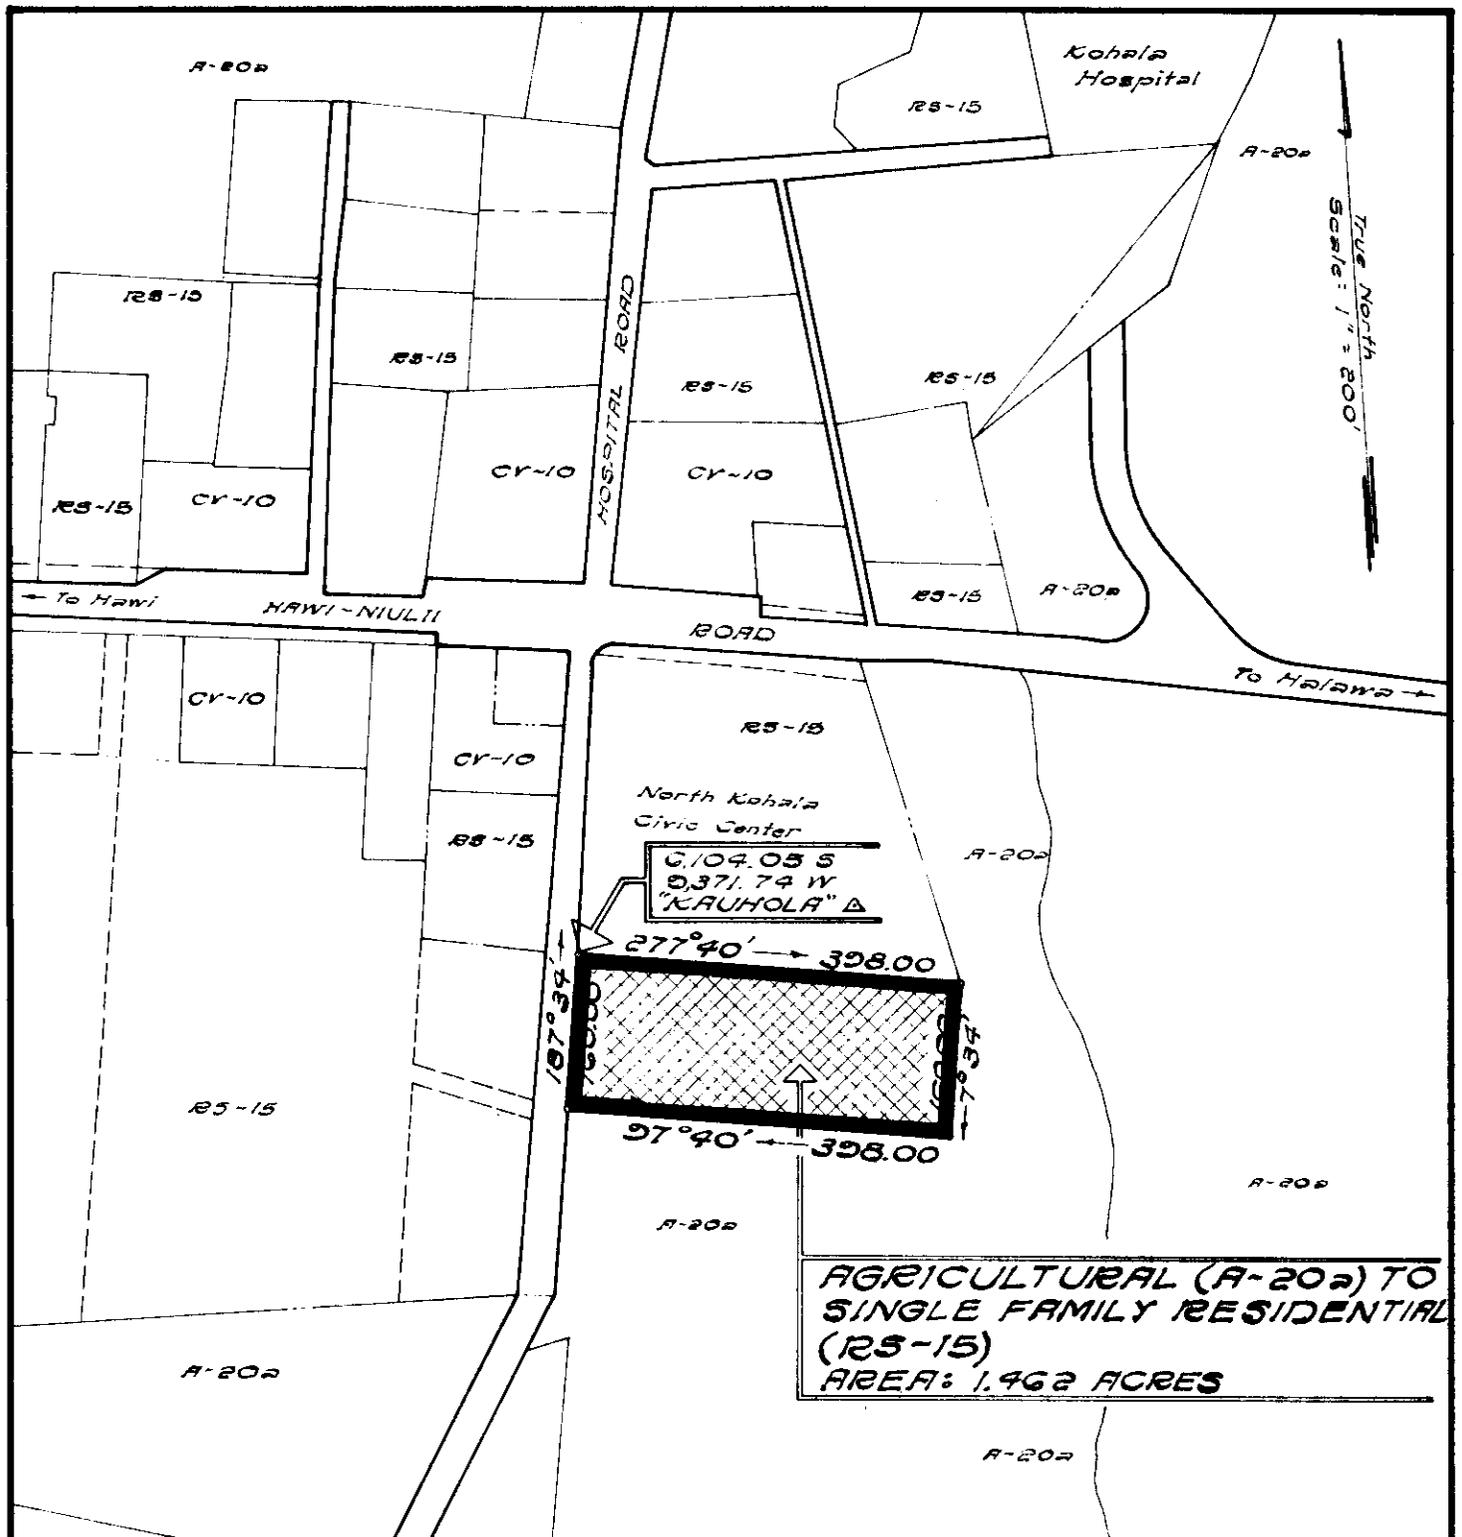 A-20a
Kohala
Hospital
RS-15
A-20a
True North
Scale: 1" = 200'
RS-15
RS-15
HOSPITAL ROAD
RS-15
RS-15
CV-10
CV-10
CV-10
RS-15
RS-15
A-20a
← To Hawi
HAWI-NIULII
ROAD
To Halawa →
CV-10
RS-15
CV-10
North Kohala
Civic Center
RS-15
A-20a
6,104.05 S
9,371.74 W
"KAUHOLA" △
277°40' → 398.00
187°34' →
160.00
160.00
← 7°34'
RS-15
97°40' ← 398.00
A-20a
A-20a
AGRICULTURAL (A-20a) TO
SINGLE FAMILY RESIDENTIAL
(RS-15)
AREA: 1.462 ACRES
A-20a
A-20a